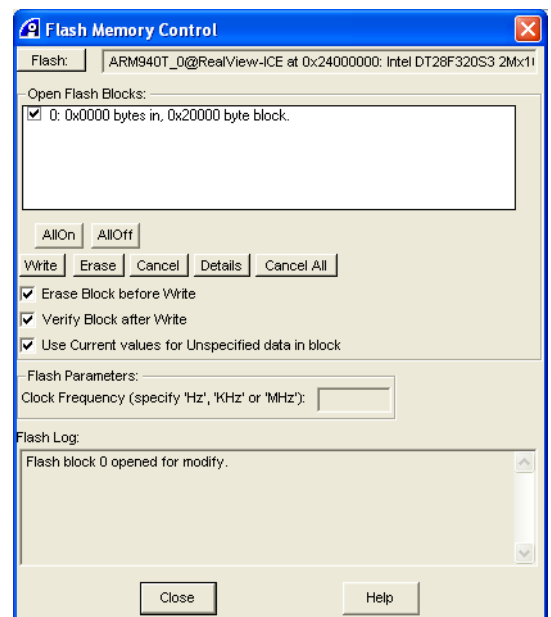 Flash Memory Control
Flash: ARM940T_0@RealView-ICE at 0x24000000: Intel DT28F320S3 2Mx1
Open Flash Blocks:
0: 0x0000 bytes in, 0x20000 byte block.
AllOn AllOff
Write Erase Cancel Details Cancel All
Erase Block before Write
Verify Block after Write
Use Current values for Unspecified data in block
Flash Parameters:
Clock Frequency (specify 'Hz', 'KHz' or 'MHz'):
Flash Log:
Flash block 0 opened for modify.
Close Help